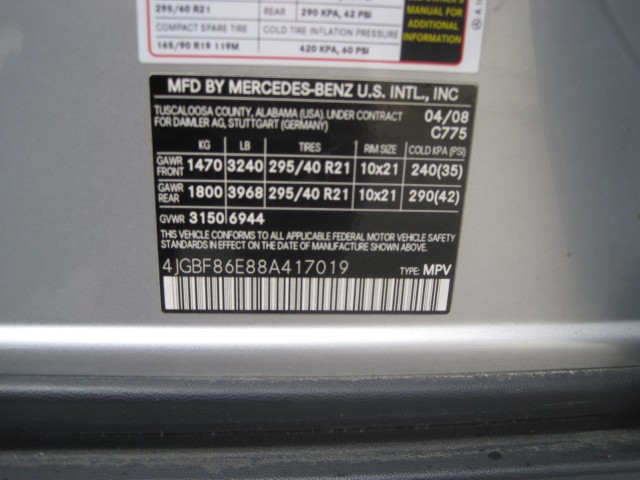 295/60 R21 REAR 290 KPA, 42 PSI
COMPACT SPARE TIRE COLD TIRE INFLATION PRESSURE
165/90 R19 119M 420 KPA, 60 PSI
MANUAL FOR
ADDITIONAL
INFORMATION
MFD BY MERCEDES-BENZ U.S. INTL., INC
TUSCALOOSA COUNTY, ALABAMA (USA), UNDER CONTRACT 04/08
FOR DAIMLER AG, STUTTGART (GERMANY) C775
KG LB TIRES RIM SIZE COLD KPA (PSI)
GAWR FRONT 1470 3240 295/40 R21 10x21 240(35)
GAWR REAR 1800 3968 295/40 R21 10x21 290(42)
GVWR 3150 6944
THIS VEHICLE CONFORMS TO ALL APPLICABLE FEDERAL MOTOR VEHICLE SAFETY
STANDARDS IN EFFECT ON THE DATE OF MANUFACTURE SHOWN ABOVE.
4JGBF86E88A417019 TYPE: MPV